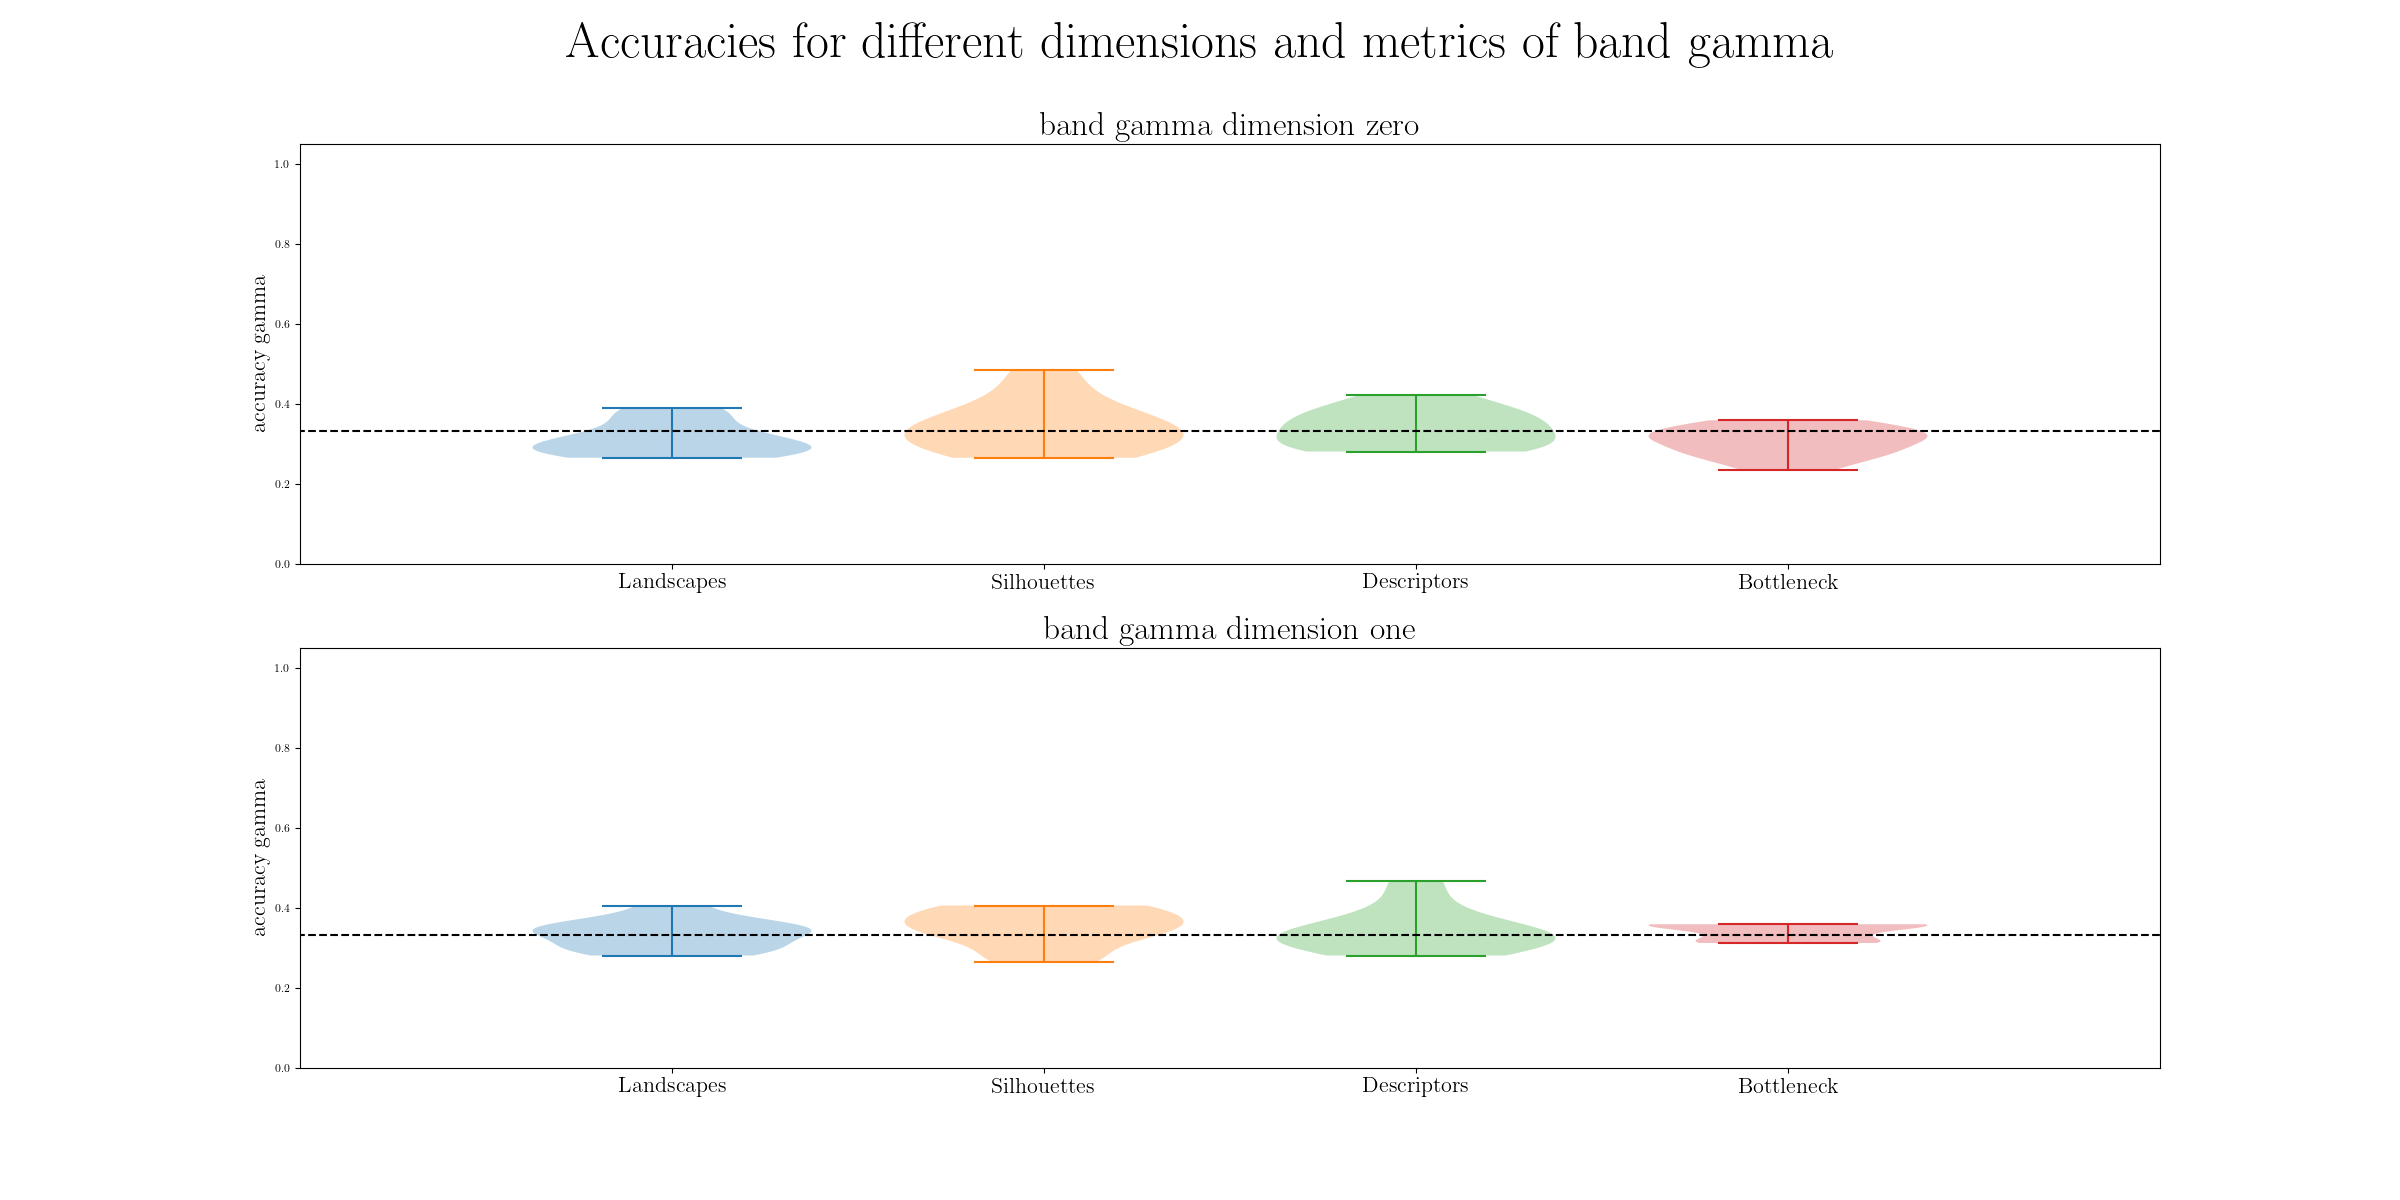 Accuracies for different dimensions and metrics of band gamma
band gamma dimension zero
1.0
0.8
0.6
0.4
0.2
0.0
accuracy gamma
Landscapes
Silhouettes
Descriptors
Bottleneck
band gamma dimension one
1.0
0.8
0.6
0.4
0.2
0.0
accuracy gamma
Landscapes
Silhouettes
Descriptors
Bottleneck